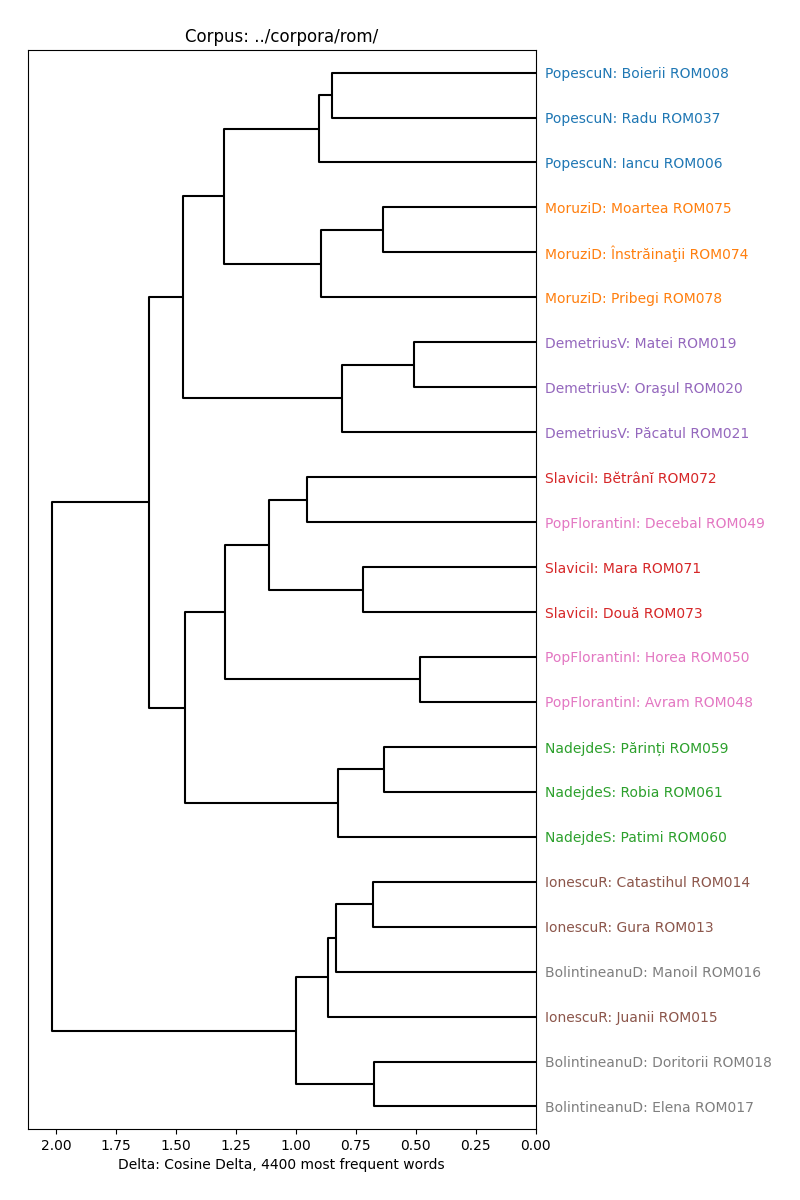 Corpus: ../corpora/rom/
PopescuN: Boierii ROM008
PopescuN: Radu ROM037
PopescuN: Iancu ROM006
MoruziD: Moartea ROM075
MoruziD: Înstrăinaţii ROM074
MoruziD: Pribegi ROM078
DemetriusV: Matei ROM019
DemetriusV: Oraşul ROM020
DemetriusV: Păcatul ROM021
SlaviciI: Bĕtrânĭ ROM072
PopFlorantinI: Decebal ROM049
SlaviciI: Mara ROM071
SlaviciI: Două ROM073
PopFlorantinI: Horea ROM050
PopFlorantinI: Avram ROM048
NadejdeS: Părinți ROM059
NadejdeS: Robia ROM061
NadejdeS: Patimi ROM060
IonescuR: Catastihul ROM014
IonescuR: Gura ROM013
BolintineanuD: Manoil ROM016
IonescuR: Juanii ROM015
BolintineanuD: Doritorii ROM018
BolintineanuD: Elena ROM017
2.00 1.75 1.50 1.25 1.00 0.75 0.50 0.25 0.00
Delta: Cosine Delta, 4400 most frequent words